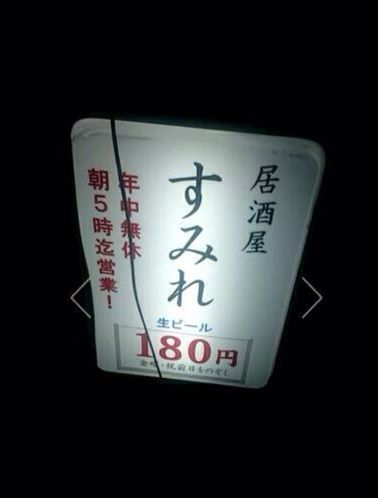 居酒屋
すみれ
年中無休
朝5時迄営業!
生ビール
180円
金曜・祝前日をのぞく